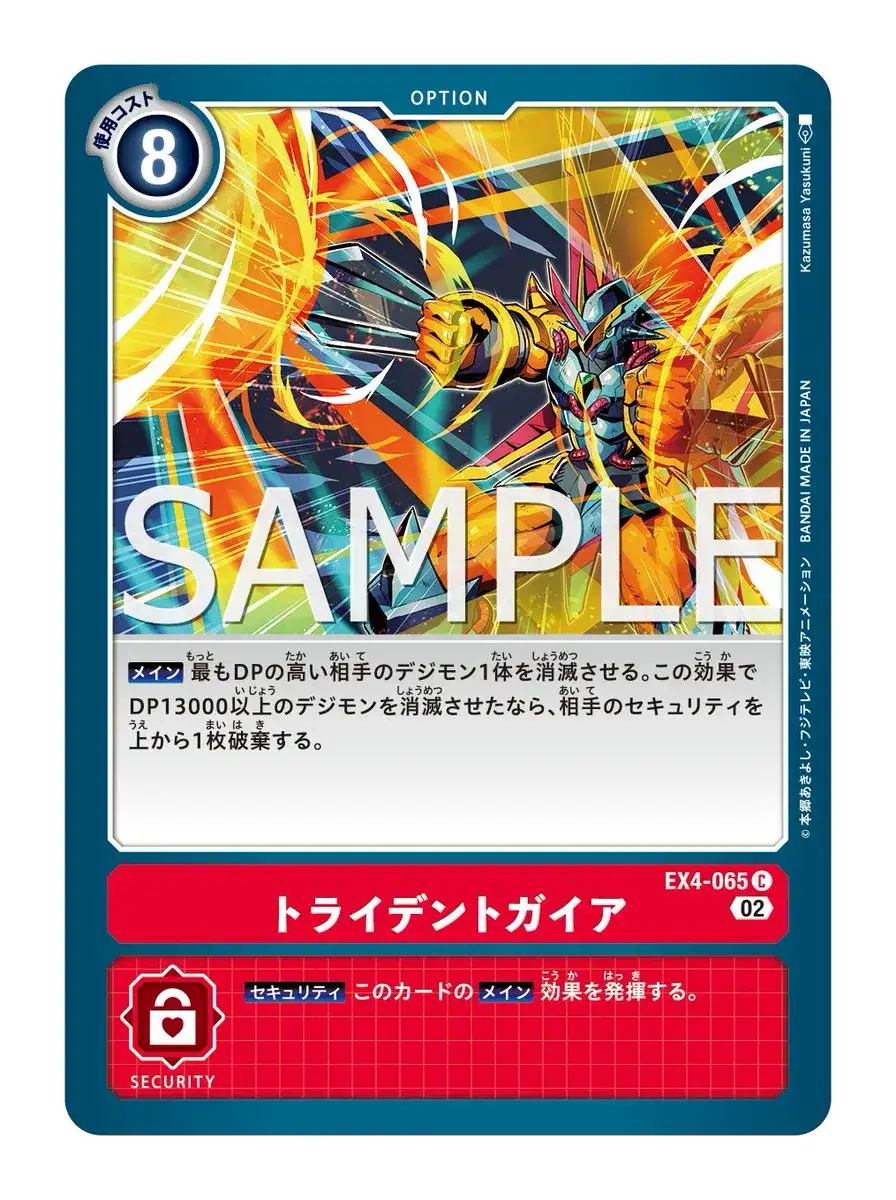 OPTION
使用コスト
8
Kazumasa Yasukuni
SAMPLE
BANDAI MADE IN JAPAN
©本郷あきよし・フジテレビ・東映アニメーション
メイン 最もDPの高い相手のデジモン1体を消滅させる。この効果で
DP13000以上のデジモンを消滅させたなら、相手のセキュリティを
上から1枚破棄する。
EX4-065 C
02
トライデントガイア
セキュリティ このカードの メイン 効果を発揮する。
SECURITY